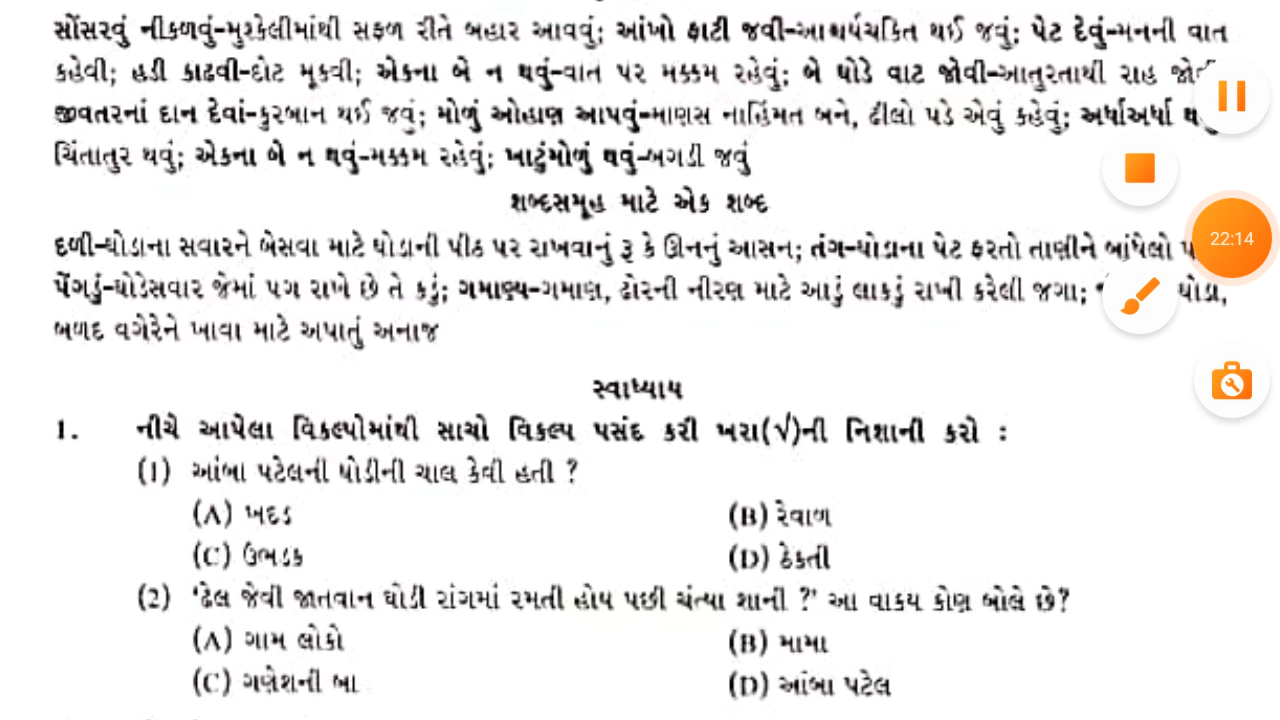 સોંસરવું નીકળવું-મુશ્કેલીમાંથી સફળ રીતે બહાર આવવું; આંખો ફાટી જવી-આશ્ચર્યચકિત થઈ જવું; પેટ દેવું-મનની વાત
કહેવી; હડી કાઢવી-દોટ મૂકવી; એકના બે ન થવું-વાત પર મક્કમ રહેવું; બે ઘોડે વાટ જોવી-આતુરતાથી રાહ
જીવતરનાં દાન દેવાં-કુરબાન થઈ જવું; મોળું ઓહાણ આપવું-માણસ નાહિંમત બને, ઢીલો પડે એવું કહેવું; અર્ધાઅર્ધા
ચિંતાતુર થવું; એકના બે ન થવું-મક્કમ રહેવું; ખાટુંમોળું થવું-બગડી જવું
શબ્દસમૂહ માટે એક શબ્દ
દળી-ઘોડાના સવારને બેસવા માટે ઘોડાની પીઠ પર રાખવાનું રૂ કે ઊનનું આસન; તંગ-ઘોડાના પેટ ફરતો તાણીને બાંધેલો
પેંગડું-ઘોડેસવાર જેમાં પગ રાખે છે તે કડું; ગમાણ્ય-ગમાણ, ઢોરની નીરણ માટે આડું લાકડું રાખી કરેલી જગા; ઘોડા,
બળદ વગેરેને ખાવા માટે અપાતું અનાજ
22:14
સ્વાધ્યાય
1. નીચે આપેલા વિકલ્પોમાંથી સાચો વિકલ્પ પસંદ કરી ખરા(√)ની નિશાની કરો :
(1) આંબા પટેલની ઘોડીની ચાલ કેવી હતી ?
(A) ખદડ (B) રેવાળ
(C) ઉભડક (D) ઠેકતી
(2) 'ઢેલ જેવી જાતવાન ઘોડી રાંગમાં રમતી હોય પછી ચંત્યા શાની ?' આ વાક્ય કોણ બોલે છે?
(A) ગામ લોકો (B) મામા
(C) ગણેશની બા (D) આંબા પટેલ